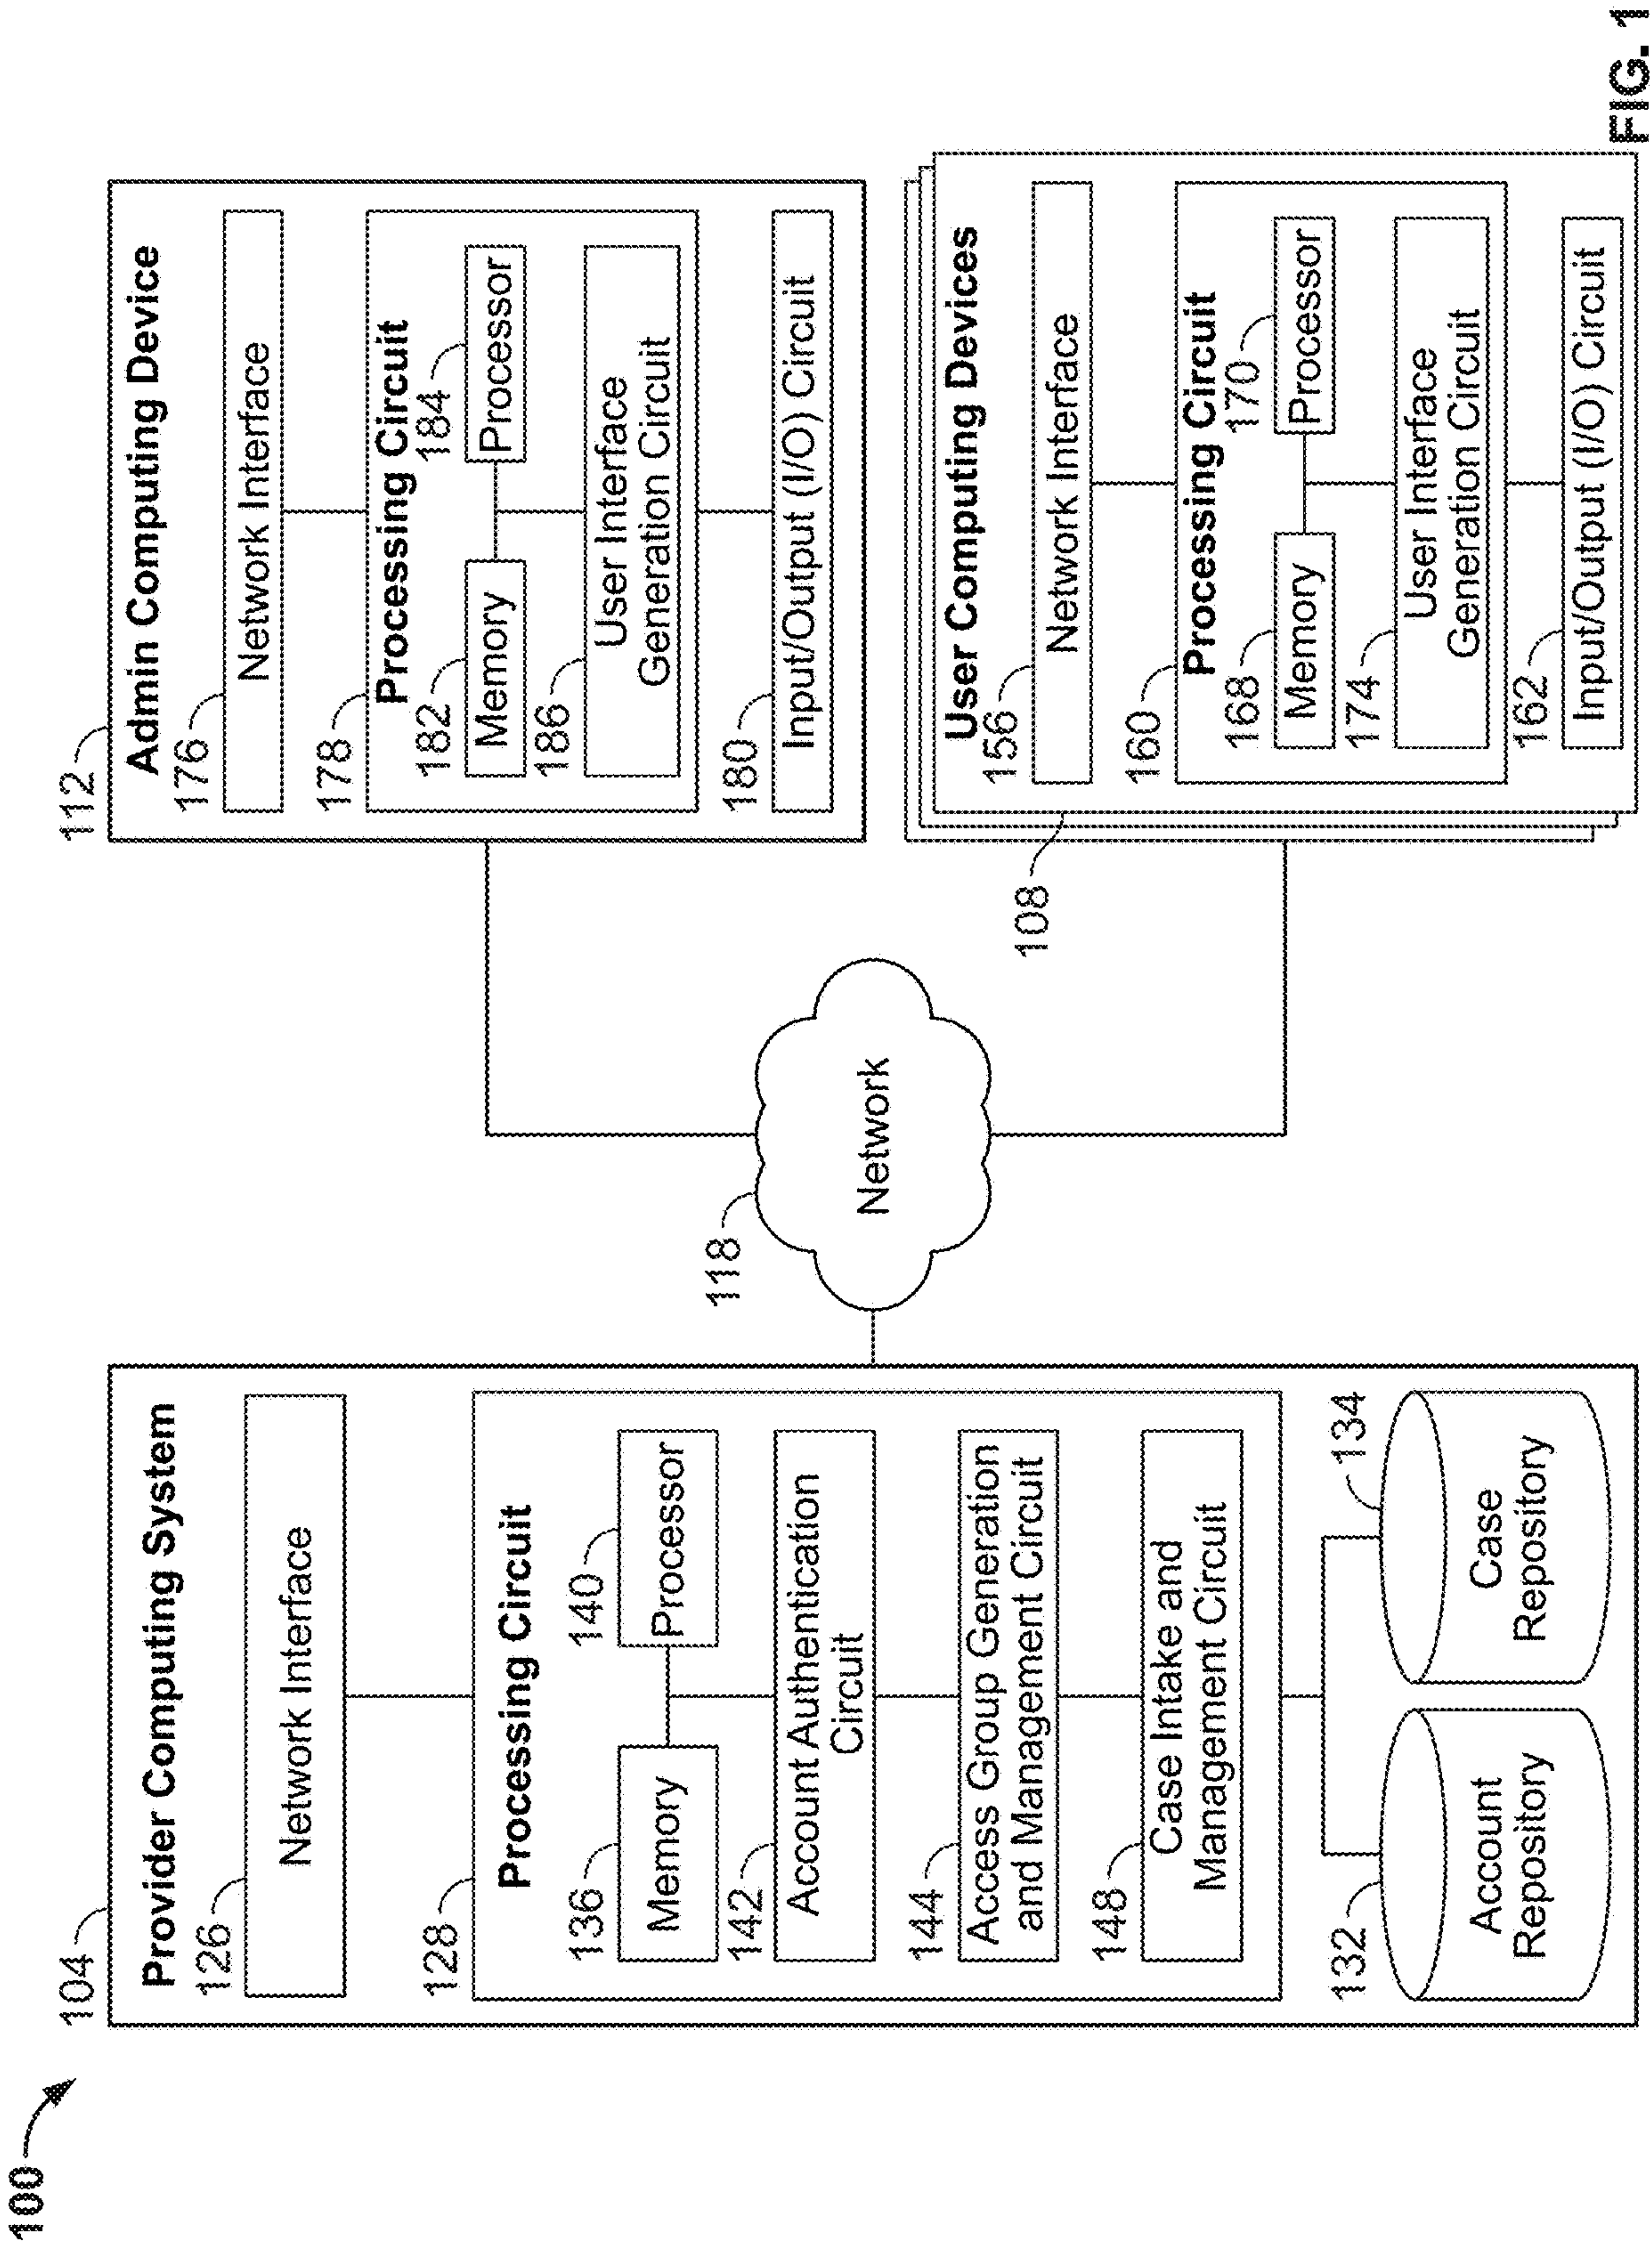 100
104
Provider Computing System
126
Network Interface
128
Processing Circuit
136
140
Memory
Processor
142
Account Authentication
Circuit
144
Access Group Generation
and Management Circuit
148
Case Intake and
Management Circuit
132
134
Account
Repository
Case
Repository
118
Network
112
Admin Computing Device
176
Network Interface
178
Processing Circuit
182
184
Memory
Processor
186
User Interface
Generation Circuit
180
Input/Output (I/O) Circuit
108
User Computing Devices
156
Network Interface
160
Processing Circuit
168
170
Memory
Processor
174
User Interface
Generation Circuit
162
Input/Output (I/O) Circuit
FIG. 1